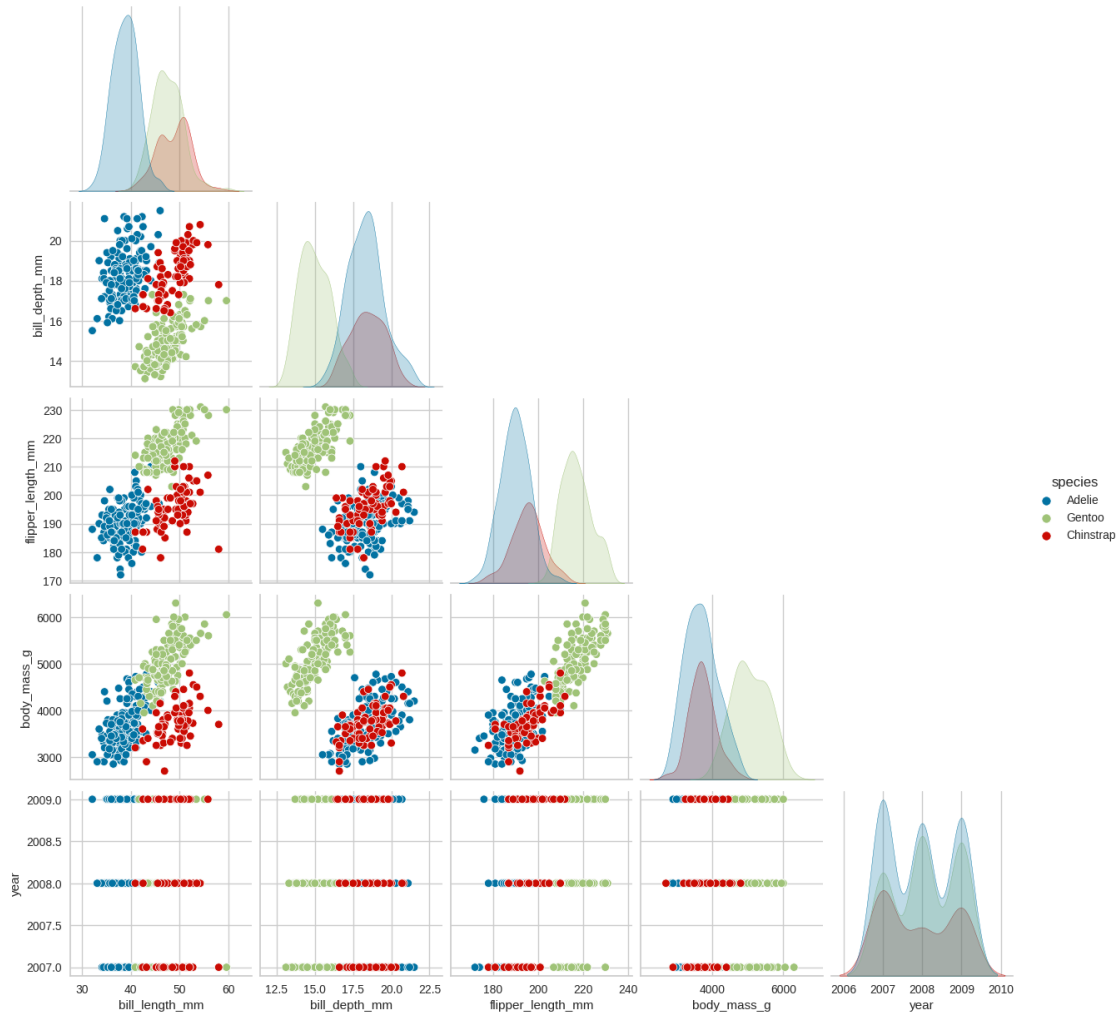 20
18
16
14
bill_depth_mm
230
220
210
200
190
180
170
flipper_length_mm
species
Adelie
Gentoo
Chinstrap
6000
5000
4000
3000
body_mass_g
2009.0
2008.5
2008.0
2007.5
2007.0
year
30 40 50 60
bill_length_mm
12.5 15.0 17.5 20.0 22.5
bill_depth_mm
180 200 220 240
flipper_length_mm
4000 6000
body_mass_g
2006 2007 2008 2009 2010
year